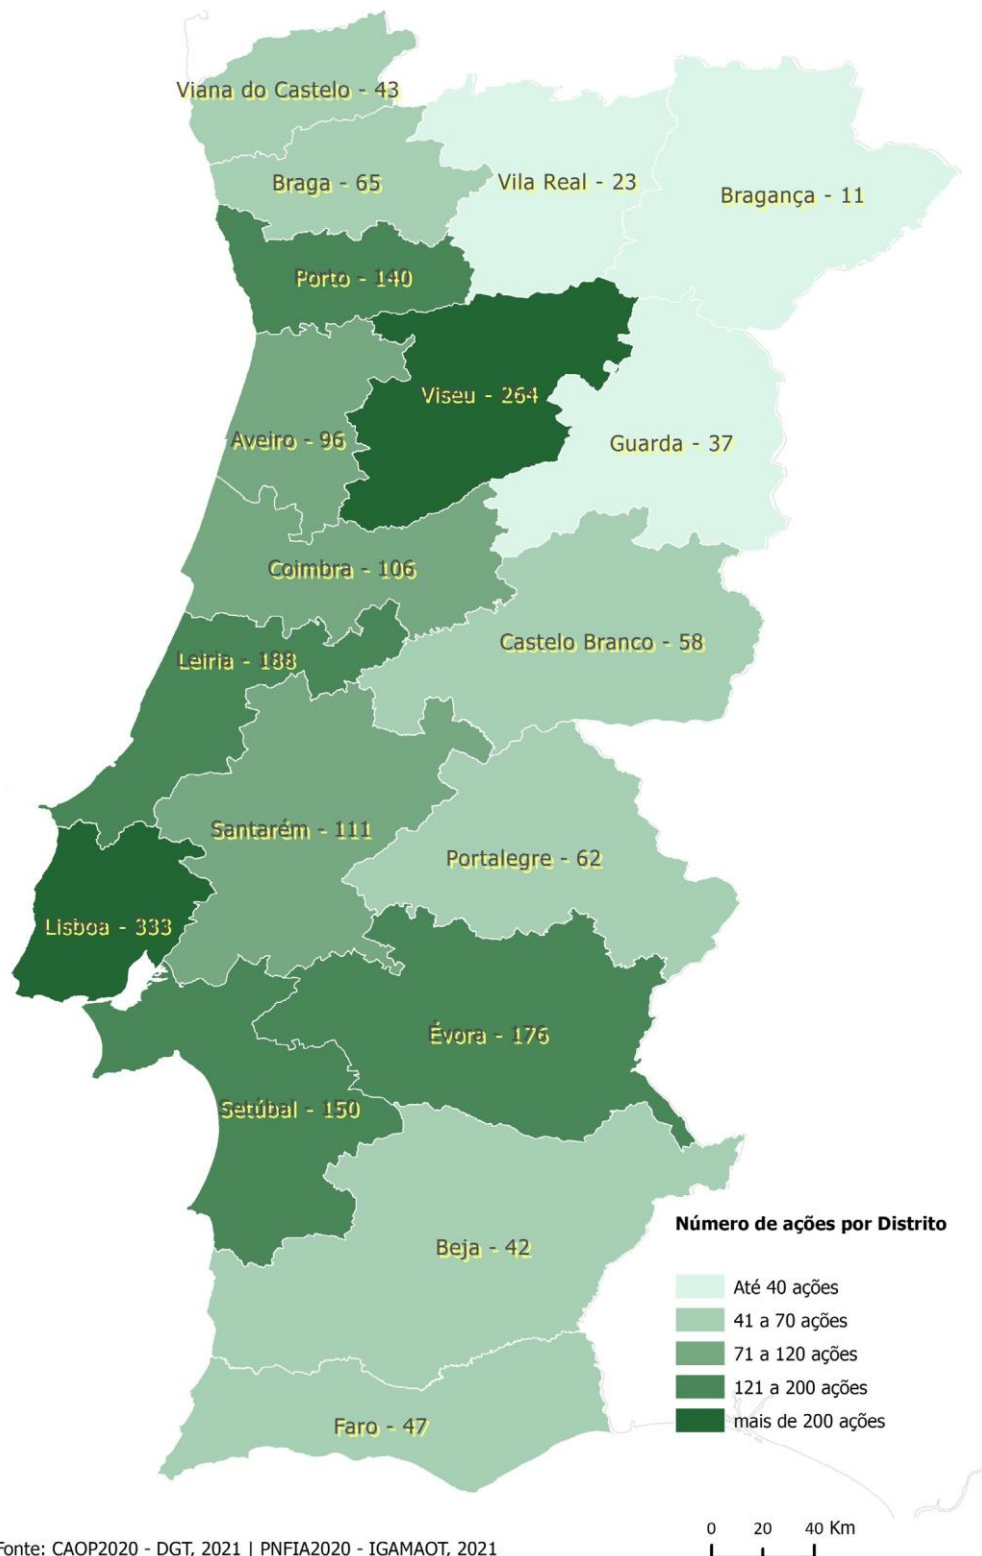 Viana do Castelo - 43
Braga - 65
Vila Real - 23
Bragança - 11
Porto - 140
Viseu - 264
Aveiro - 96
Guarda - 37
Coimbra - 106
Castelo Branco - 58
Leiria - 188
Santarém - 111
Portalegre - 62
Lisboa - 333
Évora - 176
Setúbal - 150
Beja - 42
Faro - 47
Número de ações por Distrito
Até 40 ações
41 a 70 ações
71 a 120 ações
121 a 200 ações
mais de 200 ações
0 20 40 Km
Fonte: CAOP2020 - DGT, 2021 | PNFIA2020 - IGAMAOT, 2021